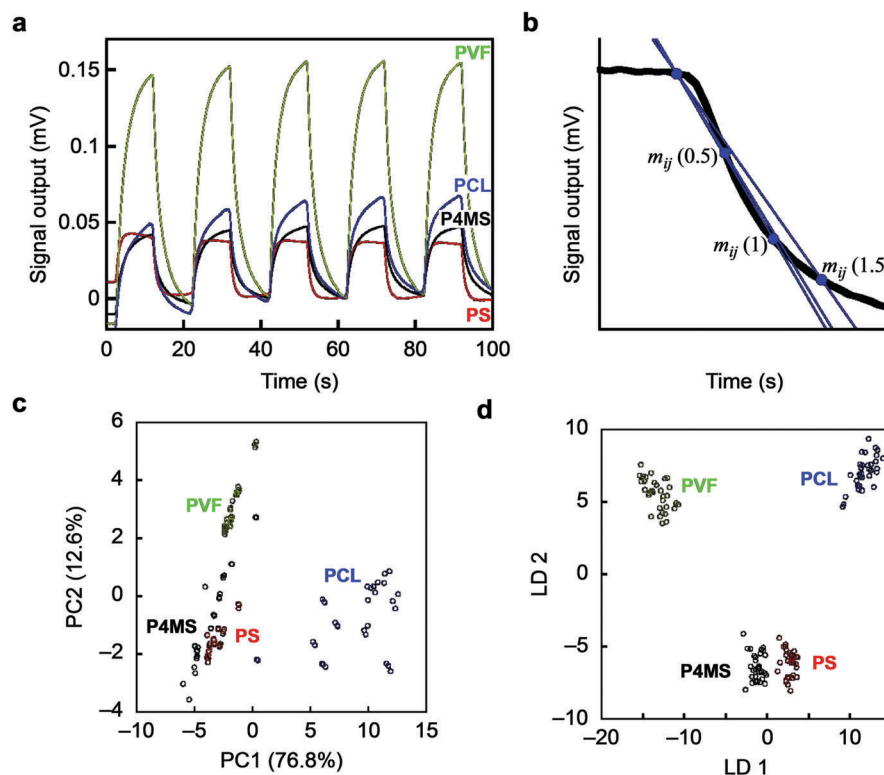 a
Signal output (mV)
0.15
0.10
0.05
0
0
20
40
60
80
100
Time (s)
PVF
PCL
P4MS
PS
b
Signal output (mV)
m_ij (0.5)
m_ij (1)
m_ij (1.5)
Time (s)
c
PC2 (12.6%)
6
4
2
0
–2
–4
–10
–5
0
5
10
15
PC1 (76.8%)
PVF
PCL
P4MS
PS
d
LD 2
10
5
0
–5
–10
–20
–10
0
10
LD 1
PVF
PCL
P4MS
PS